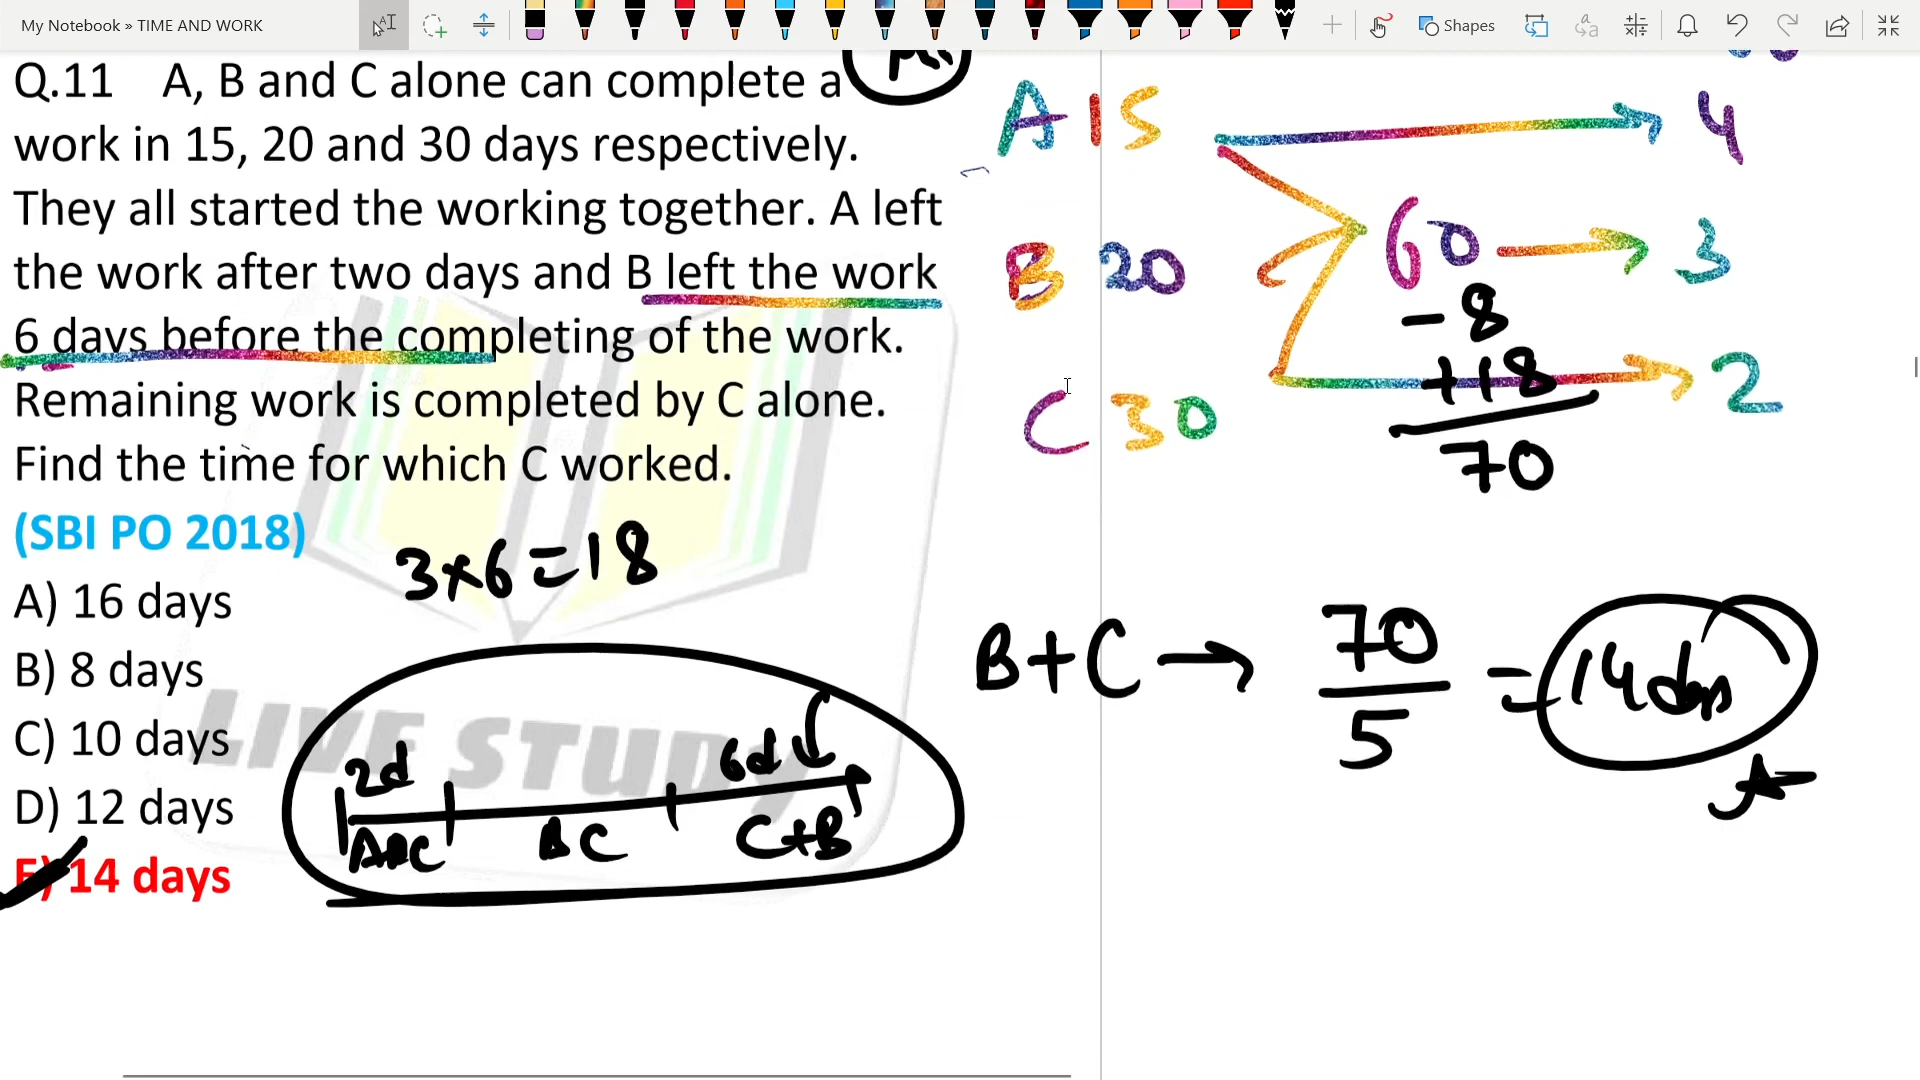 My Notebook » TIME AND WORK
Shapes
Q.11 A, B and C alone can complete a
work in 15, 20 and 30 days respectively.
They all started the working together. A left
the work after two days and B left the work
6 days before the completing of the work.
Remaining work is completed by C alone.
Find the time for which C worked.
(SBI PO 2018)
A) 16 days
B) 8 days
C) 10 days
D) 12 days
E) 14 days
3×6=18
2d 6d
ABC BC C+B
LIVE STUDY
A 15 4
B 20 60 3
-8
+18
C 30 2
70
B+C → 70/5 = 14 days